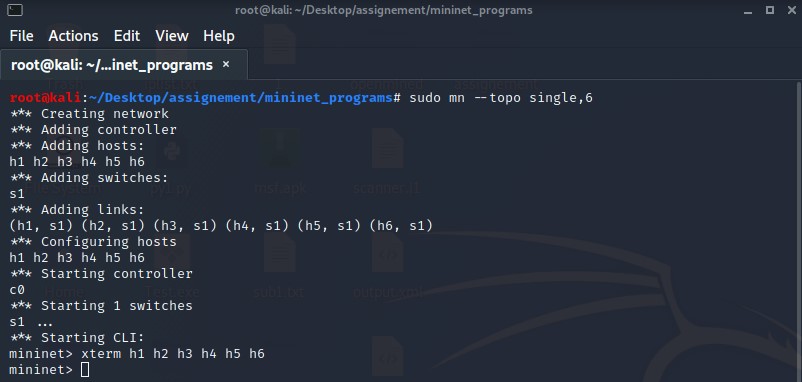 root@kali: ~/Desktop/assignement/mininet_programs
File Actions Edit View Help
root@kali: ~/...inet_programs ×
root@kali:~/Desktop/assignement/mininet_programs# sudo mn --topo single,6
*** Creating network
*** Adding controller
*** Adding hosts:
h1 h2 h3 h4 h5 h6
*** Adding switches:
s1
*** Adding links:
(h1, s1) (h2, s1) (h3, s1) (h4, s1) (h5, s1) (h6, s1)
*** Configuring hosts
h1 h2 h3 h4 h5 h6
*** Starting controller
c0
*** Starting 1 switches
s1 ...
*** Starting CLI:
mininet> xterm h1 h2 h3 h4 h5 h6
mininet>